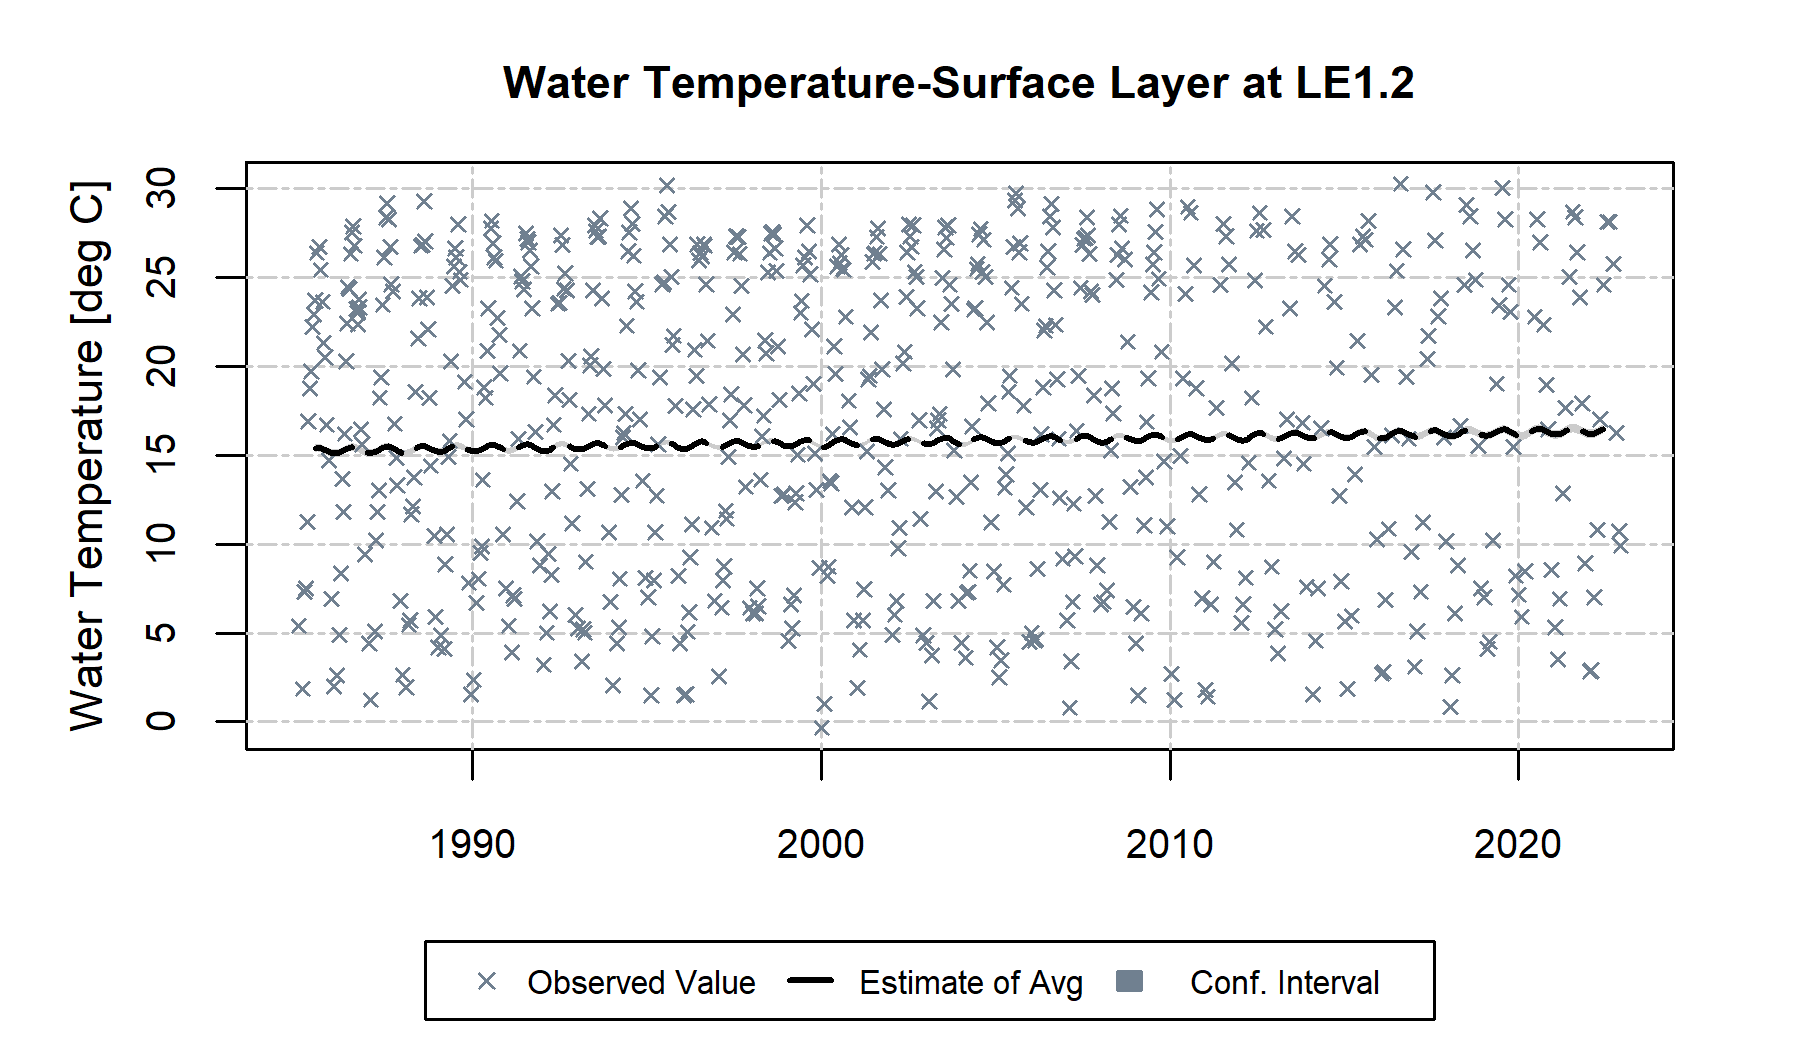 Water Temperature-Surface Layer at LE1.2
Water Temperature [deg C]
30
25
20
15
10
5
0
1990 2000 2010 2020
Observed Value Estimate of Avg Conf. Interval